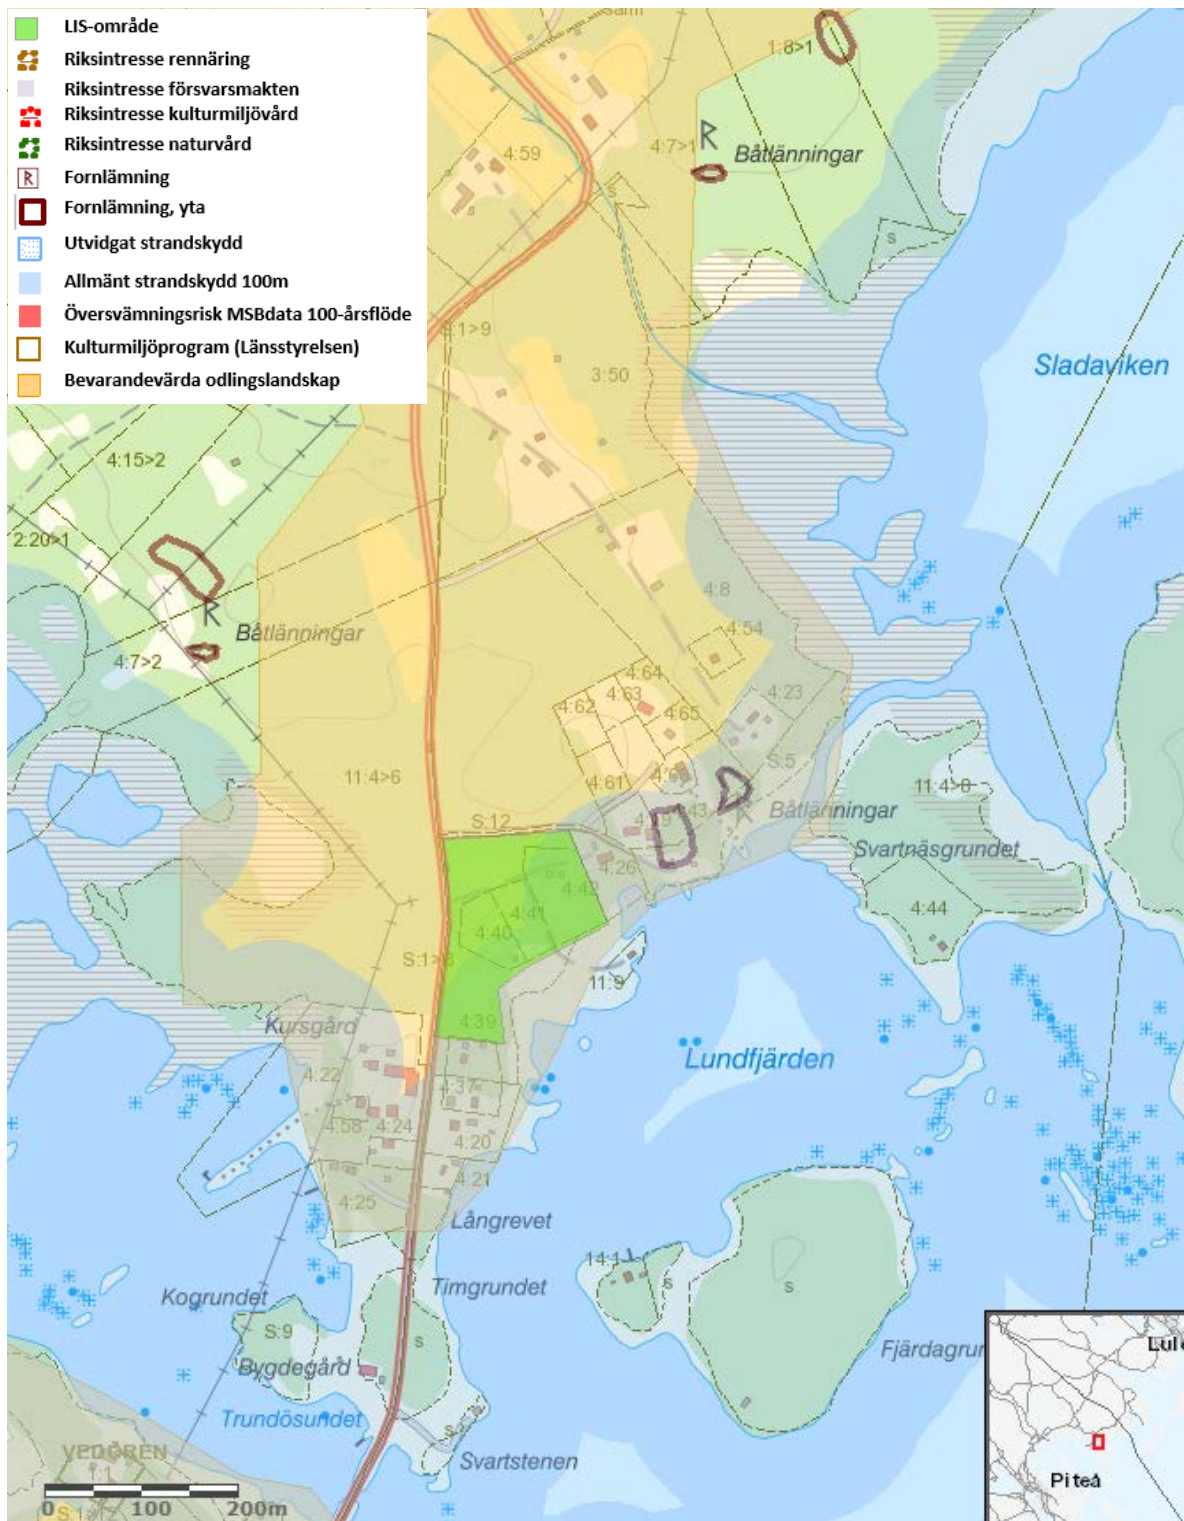 LIS-område
Riksintresse rennäring
Riksintresse försvarsmakten
Riksintresse kulturmiljövård
Riksintresse naturvård
R Fornlämning
Fornlämning, yta
Utvidgat strandskydd
Allmänt strandskydd 100m
Översvämningsrisk MSBdata 100-årsflöde
Kulturmiljöprogram (Länsstyrelsen)
Bevarandevärda odlingslandskap
1:8>1
4:59
4:7>1
R
Båtlänningar
s
s
S:1>9
3:50
Sladaviken
4:15>2
2:20>1
R
Båtlänningar
4:7>2
4:8
4:54
4:64
4:63
4:62
4:65
4:23
S:5
11:4>6
4:61
11:4>8
Båtlänningar
S:12
Svartnäsgrundet
4:26
4:42
4:41
4:40
4:44
11:9
Kursgård
4:39
Lundfjärden
4:22
4:37
4:58
4:24
4:20
4:21
4:25
Långrevet
14:1
s
s
Timgrundet
Kogrundet
S:9
s
Bygdegård
Trundösundet
s
Svartstenen
VEDÖREN
1:1
0 100 200m
Piteå